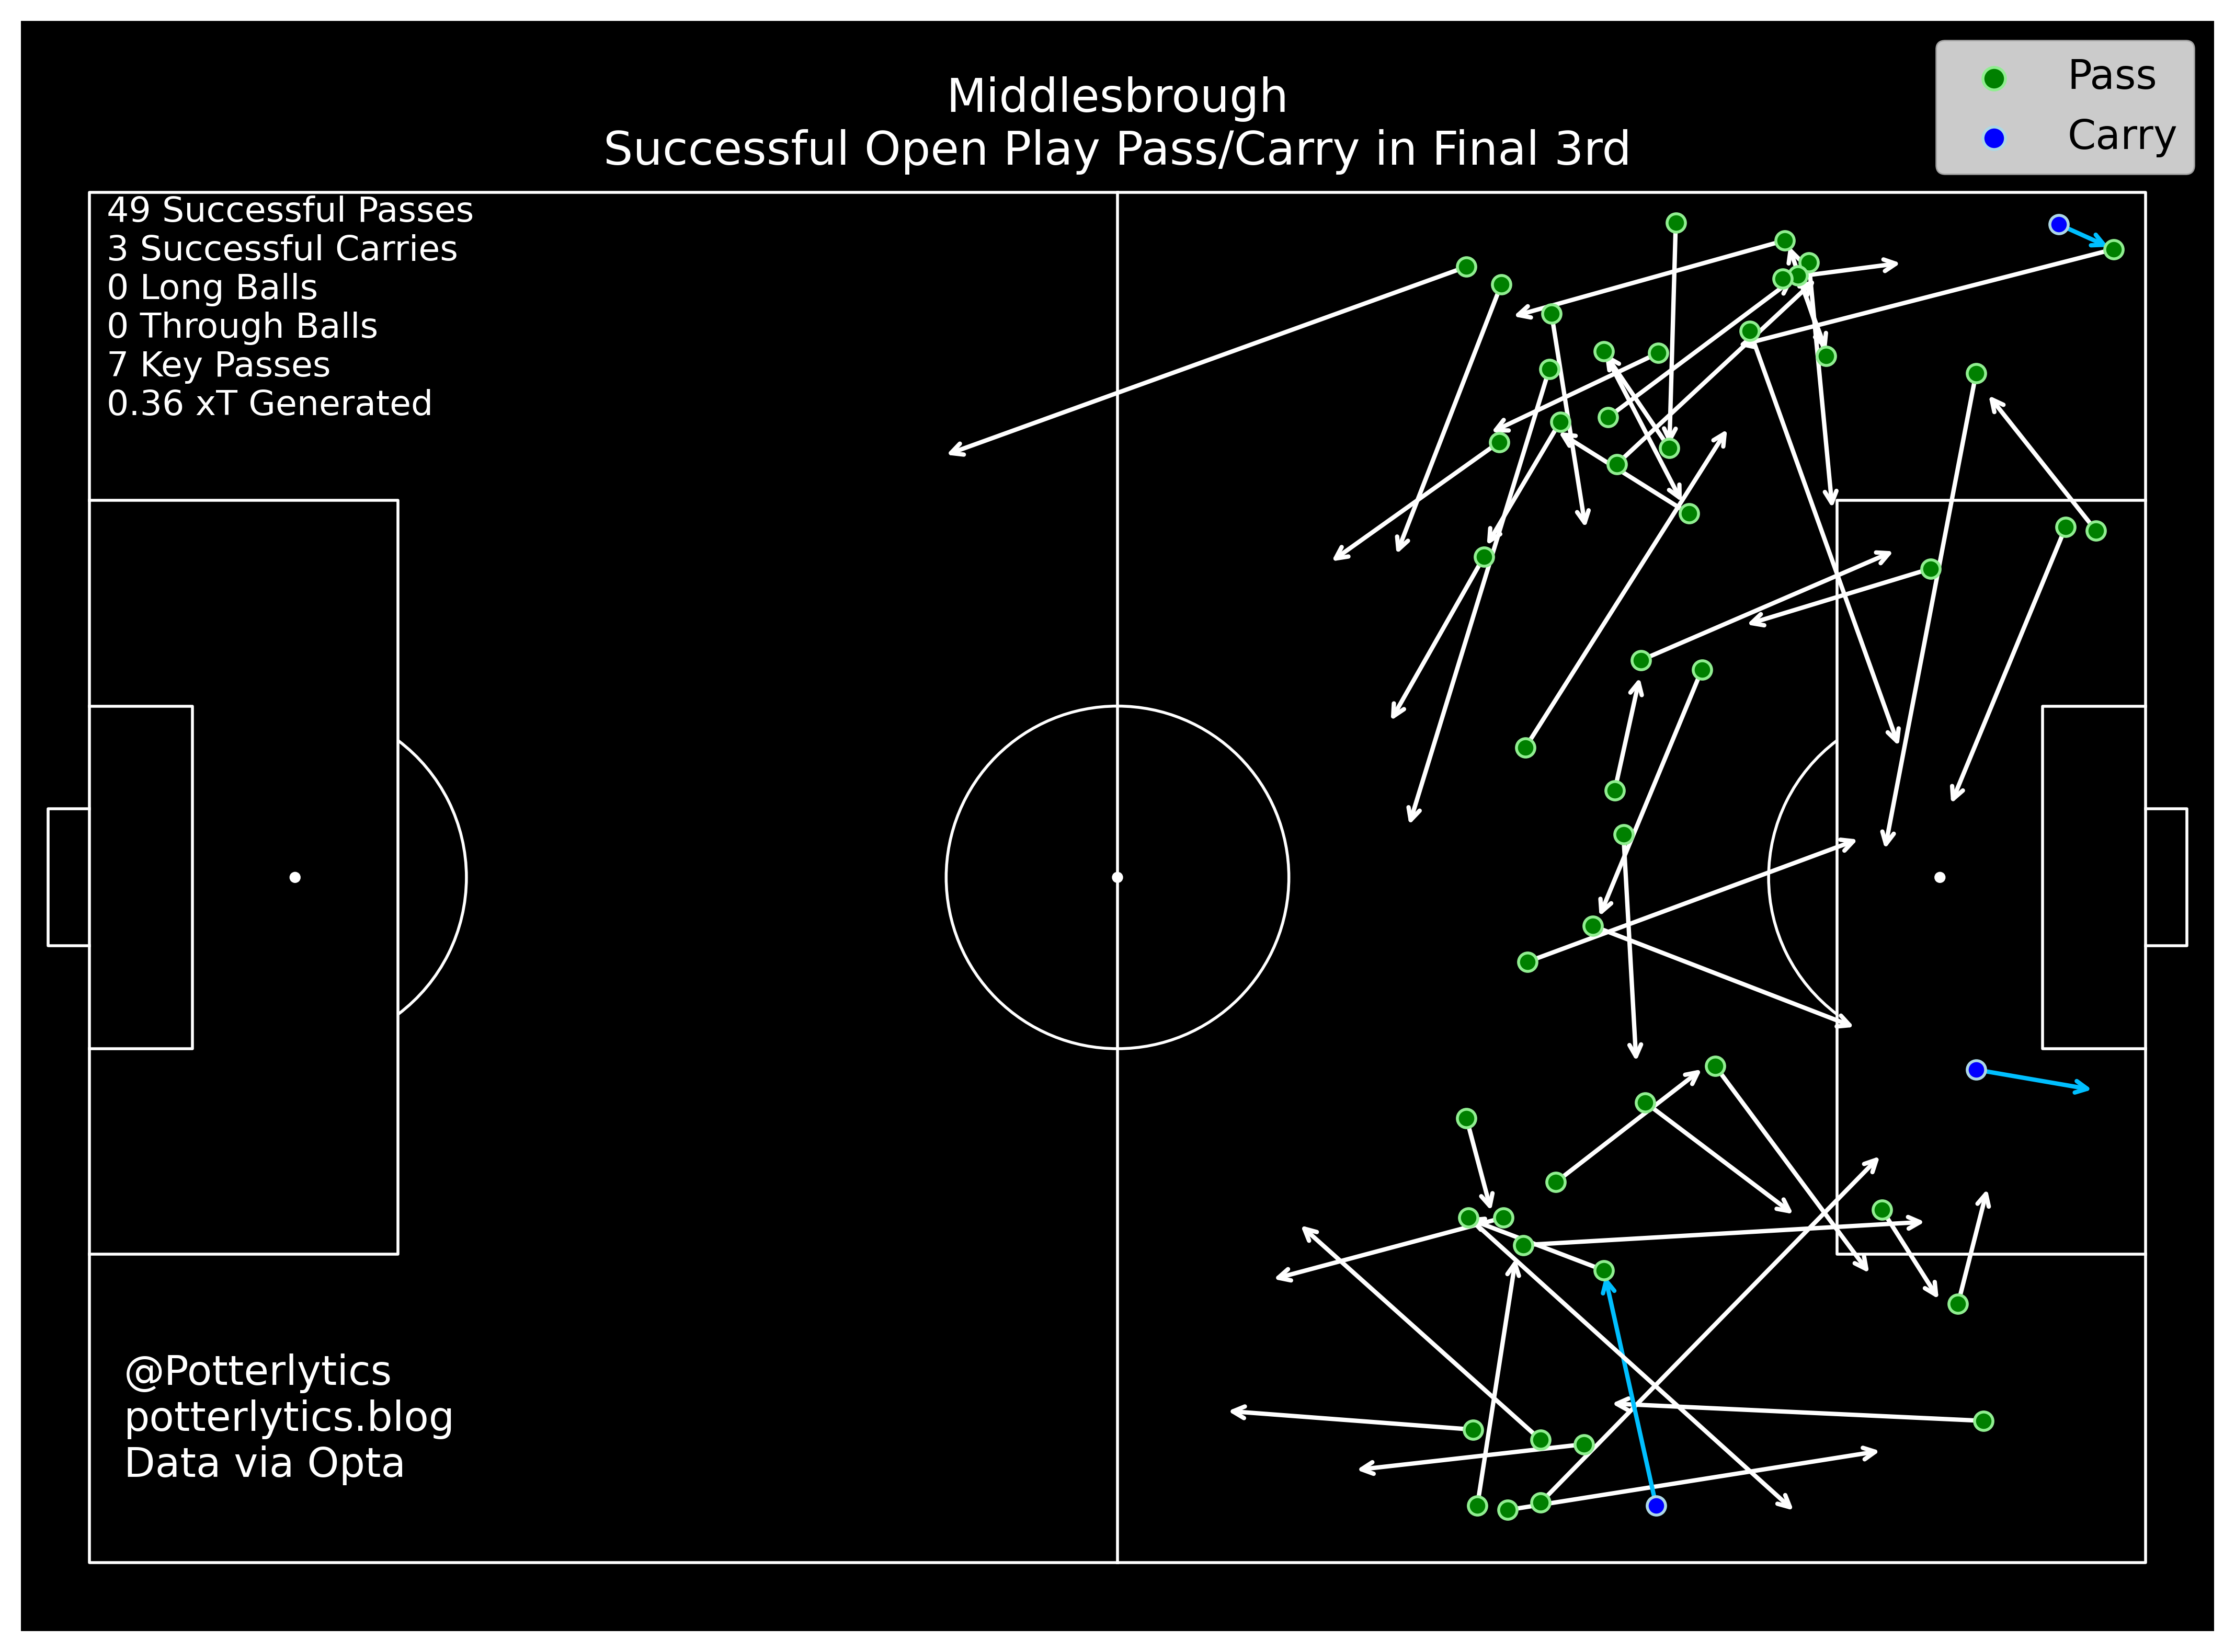 Middlesbrough
Successful Open Play Pass/Carry in Final 3rd
Pass
Carry
49 Successful Passes
3 Successful Carries
0 Long Balls
0 Through Balls
7 Key Passes
0.36 xT Generated
@Potterlytics
potterlytics.blog
Data via Opta